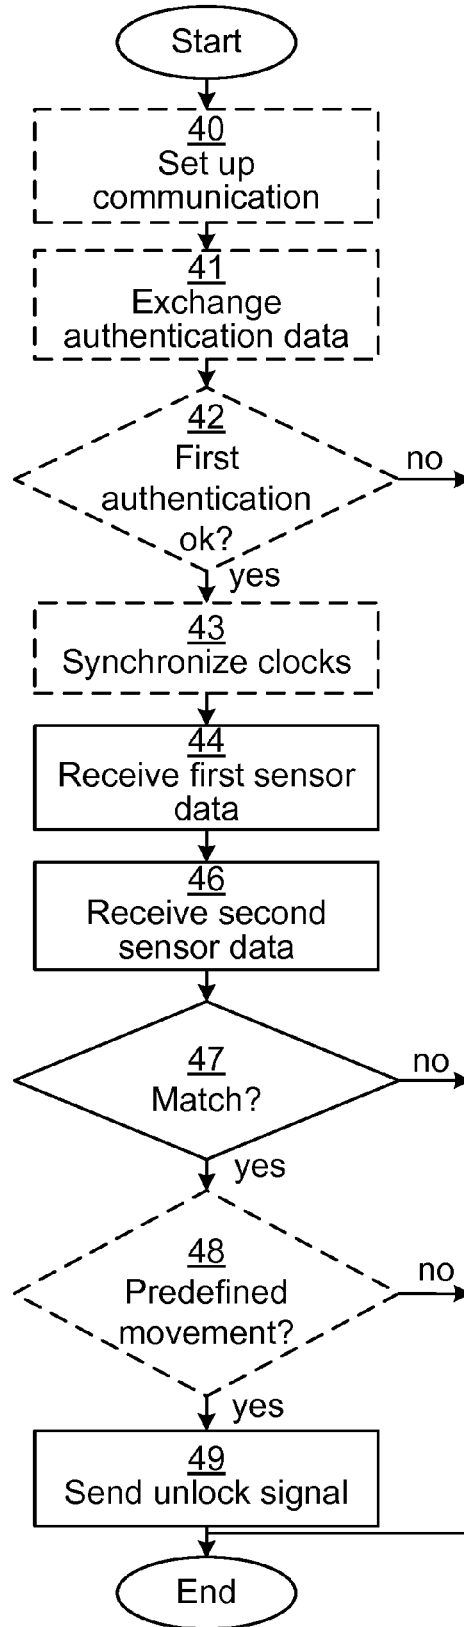 Start
40
Set up
communication
41
Exchange
authentication data
42
First
authentication
ok?
no
yes
43
Synchronize clocks
44
Receive first sensor
data
46
Receive second
sensor data
47
Match?
no
yes
48
Predefined
movement?
no
yes
49
Send unlock signal
End